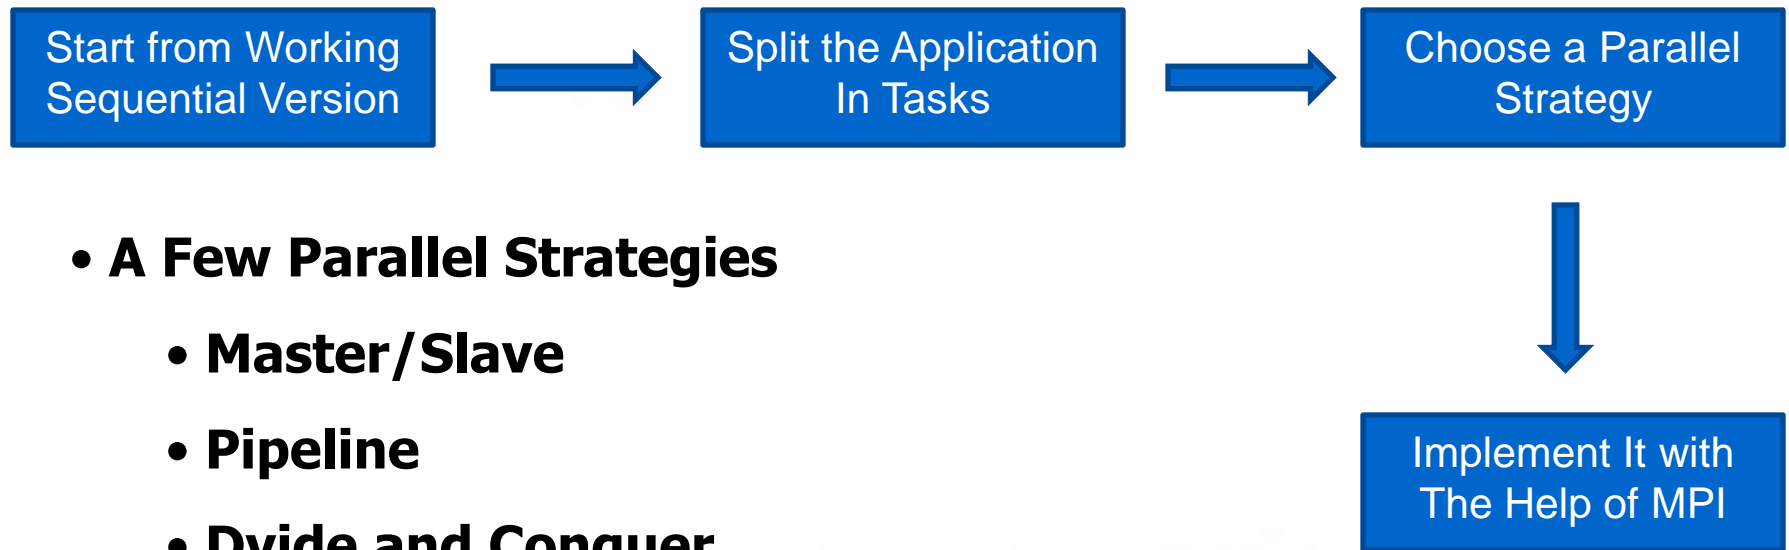 Start from Working
Sequential Version
Split the Application
In Tasks
Choose a Parallel
Strategy
• A Few Parallel Strategies
• Master/Slave
• Pipeline
• Dvide and Conquer
Implement It with
The Help of MPI